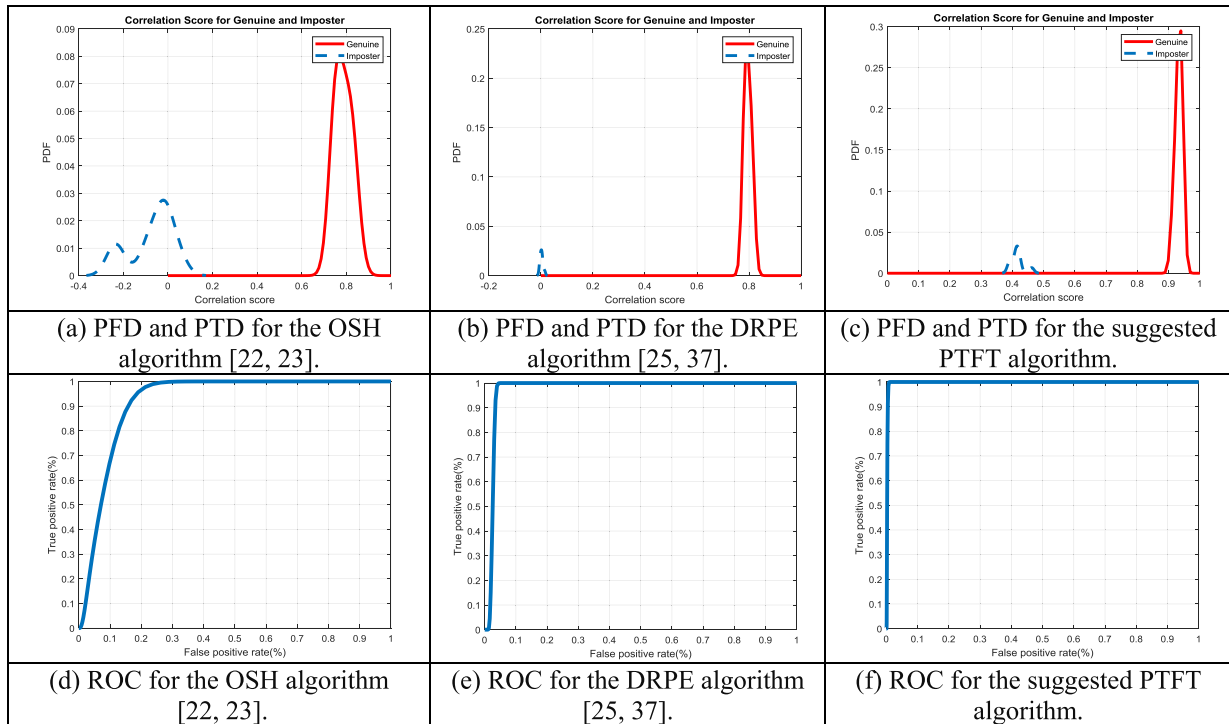 Correlation Score for Genuine and Imposter
0.09
0.08
0.07
0.06
0.05
0.04
0.03
0.02
0.01
0
PDF
Genuine
Imposter
-0.4 -0.2 0 0.2 0.4 0.6 0.8 1
Correlation score
Correlation Score for Genuine and Imposter
0.25
0.2
0.15
0.1
0.05
0
PDF
Genuine
Imposter
-0.2 0 0.2 0.4 0.6 0.8 1
Correlation score
Correlation Score for Genuine and Imposter
0.3
0.25
0.2
0.15
0.1
0.05
0
PDF
Genuine
Imposter
0 0.1 0.2 0.3 0.4 0.5 0.6 0.7 0.8 0.9 1
Correlation score
(a) PFD and PTD for the OSH
algorithm [22, 23].
(b) PFD and PTD for the DRPE
algorithm [25, 37].
(c) PFD and PTD for the suggested
PTFT algorithm.
1
0.9
0.8
0.7
0.6
0.5
0.4
0.3
0.2
0.1
0
True positive rate(%)
0 0.1 0.2 0.3 0.4 0.5 0.6 0.7 0.8 0.9 1
False positive rate(%)
1
0.9
0.8
0.7
0.6
0.5
0.4
0.3
0.2
0.1
0
True positive rate(%)
0 0.1 0.2 0.3 0.4 0.5 0.6 0.7 0.8 0.9 1
False positive rate(%)
1
0.9
0.8
0.7
0.6
0.5
0.4
0.3
0.2
0.1
0
True positive rate(%)
0 0.1 0.2 0.3 0.4 0.5 0.6 0.7 0.8 0.9 1
False positive rate(%)
(d) ROC for the OSH algorithm
[22, 23].
(e) ROC for the DRPE algorithm
[25, 37].
(f) ROC for the suggested PTFT
algorithm.